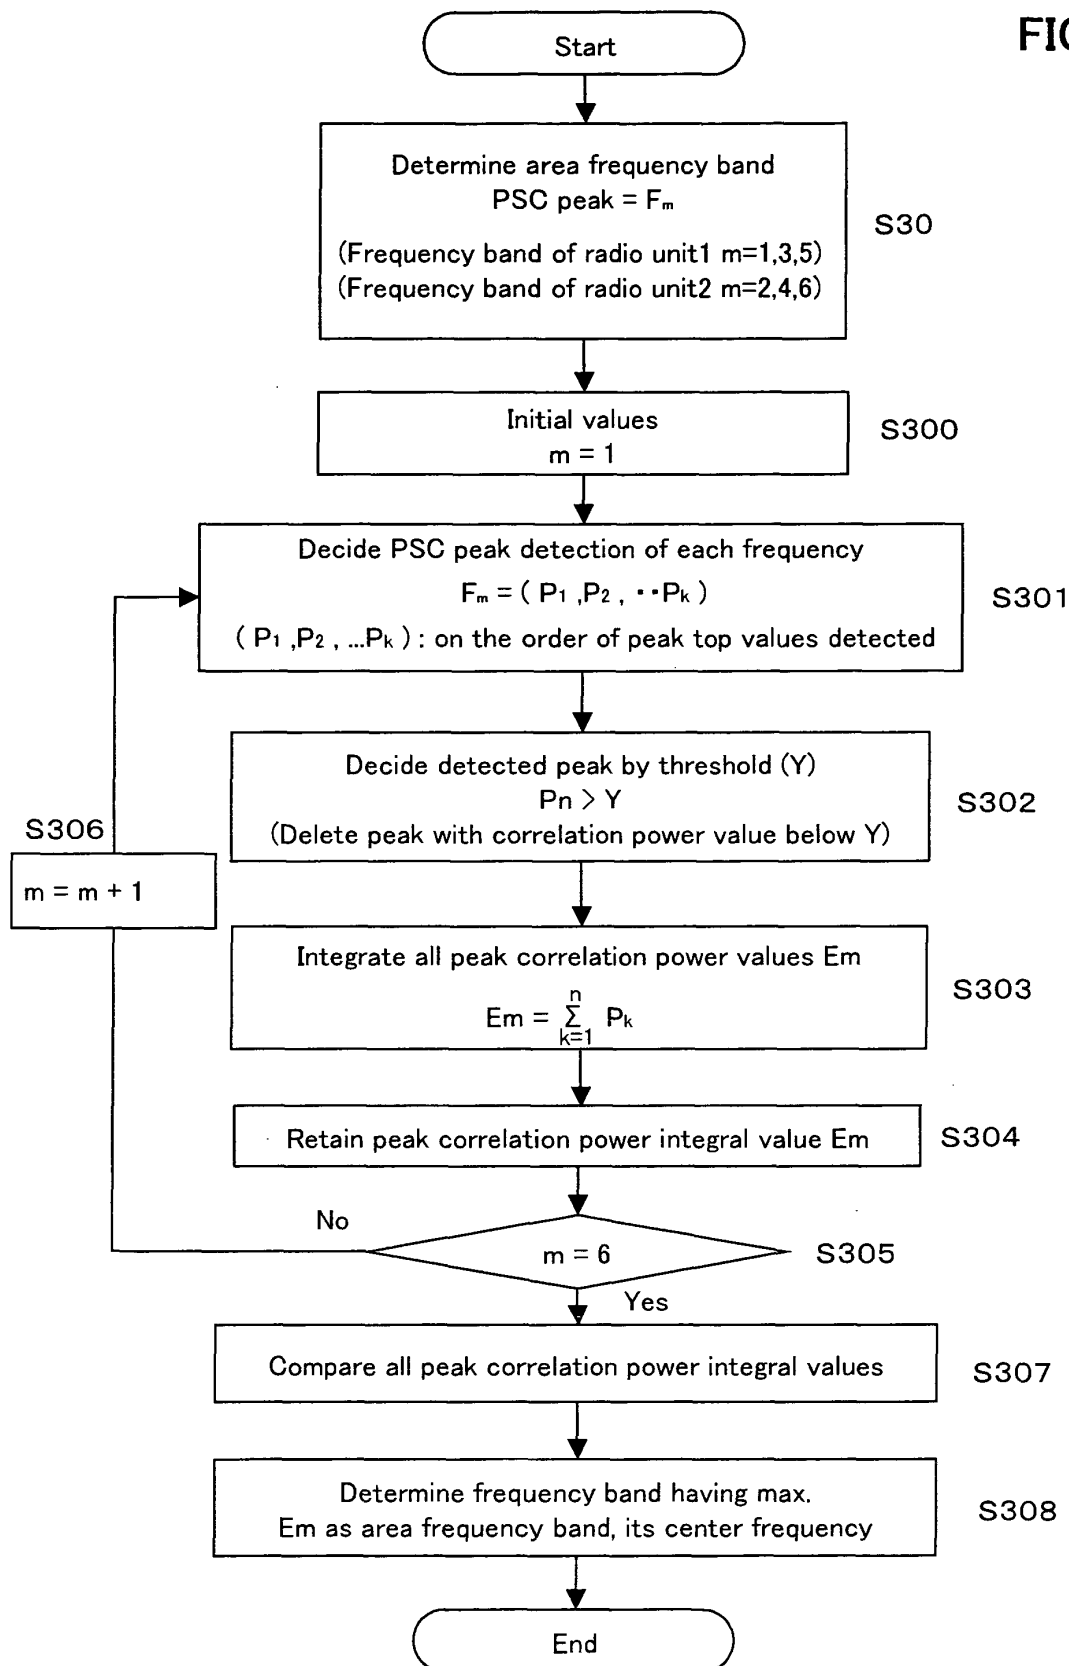 FIG
Start
Determine area frequency band
PSC peak = Fm
(Frequency band of radio unit1 m=1,3,5)
(Frequency band of radio unit2 m=2,4,6)
S30
Initial values
m = 1
S300
Decide PSC peak detection of each frequency
Fm = ( P1 ,P2 , ··Pk )
( P1 ,P2 , ...Pk ) : on the order of peak top values detected
S301
Decide detected peak by threshold (Y)
Pn > Y
(Delete peak with correlation power value below Y)
S302
S306
m = m + 1
Integrate all peak correlation power values Em
Em = Σ Pk
n
k=1
S303
Retain peak correlation power integral value Em
S304
No
m = 6
S305
Yes
Compare all peak correlation power integral values
S307
Determine frequency band having max.
Em as area frequency band, its center frequency
S308
End